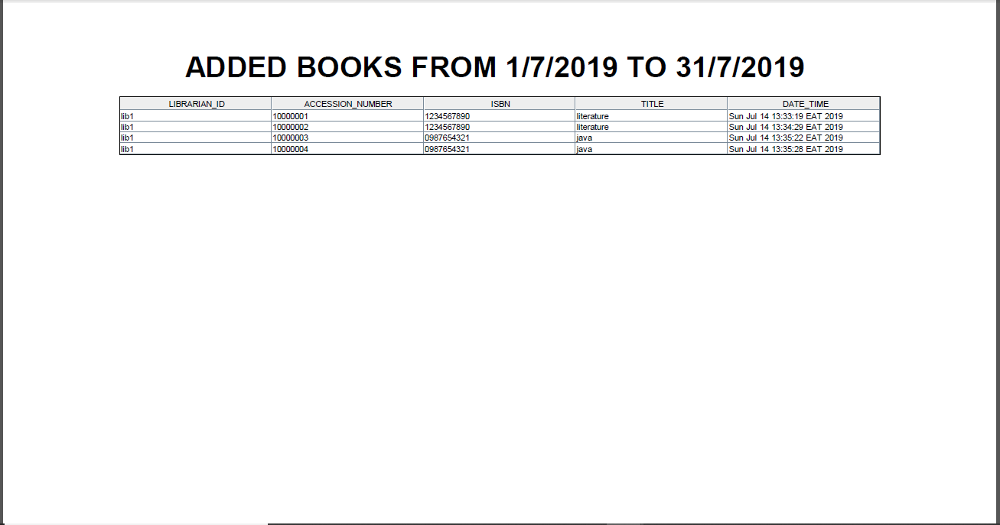 ADDED BOOKS FROM 1/7/2019 TO 31/7/2019
LIBRARIAN_ID ACCESSION_NUMBER ISBN TITLE DATE_TIME
lib1 10000001 1234567890 literature Sun Jul 14 13:33:19 EAT 2019
lib1 10000002 1234567890 literature Sun Jul 14 13:34:29 EAT 2019
lib1 10000003 0987654321 java Sun Jul 14 13:35:22 EAT 2019
lib1 10000004 0987654321 java Sun Jul 14 13:35:28 EAT 2019